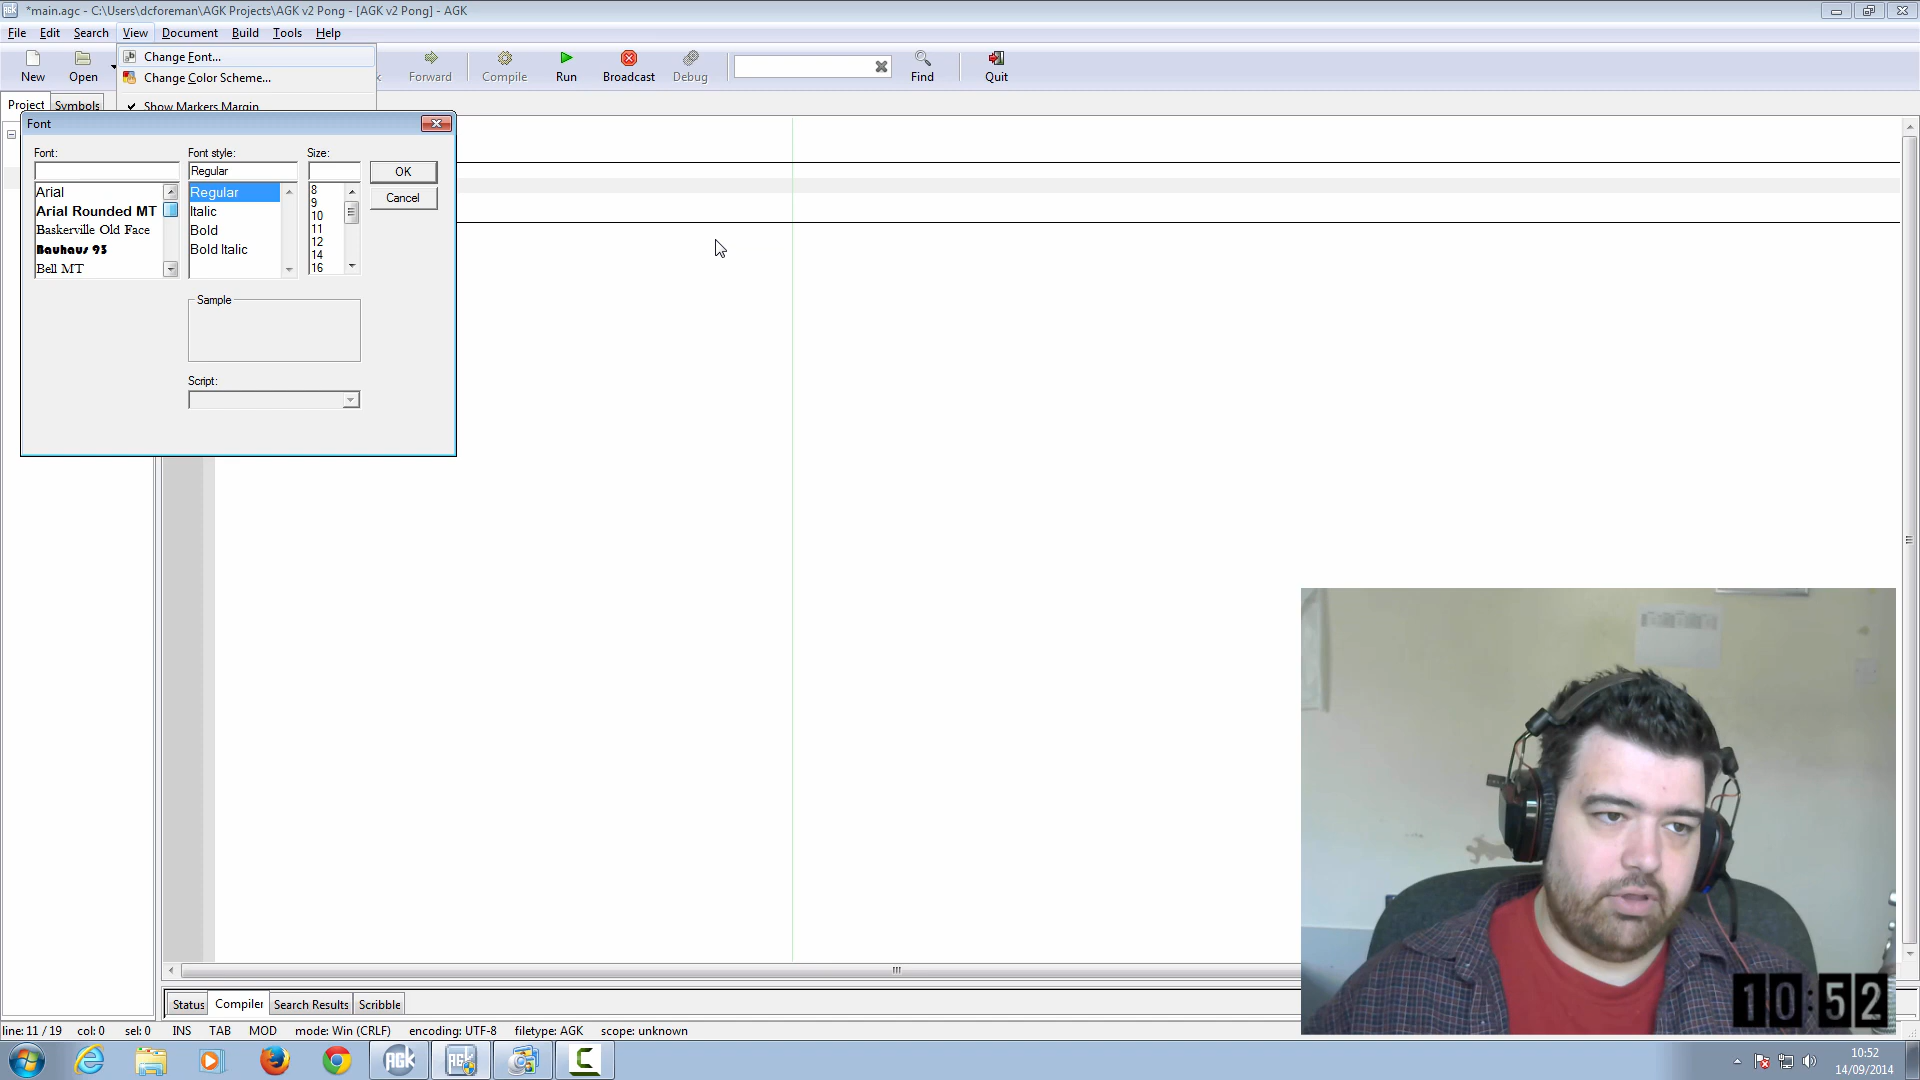 *main.agc - C:\Users\dcforeman\AGK Projects\AGK v2 Pong - [AGK v2 Pong] - AGK
File Edit Search View Document Build Tools Help
Change Font...
Change Color Scheme...
Show Markers Margin
New Open Forward Compile Run Broadcast Debug Find Quit
Project Symbols
Font
Font: Font style: Size:
Regular
OK
Cancel
Arial
Arial Rounded MT
Baskerville Old Face
Bauhaus 93
Bell MT
Regular
Italic
Bold
Bold Italic
8
9
10
11
12
14
16
Sample
Script:
10:52
Status Compiler Search Results Scribble
line: 11 / 19 col: 0 sel: 0 INS TAB MOD mode: Win (CRLF) encoding: UTF-8 filetype: AGK scope: unknown
AGK
AGK
10:52
14/09/2014